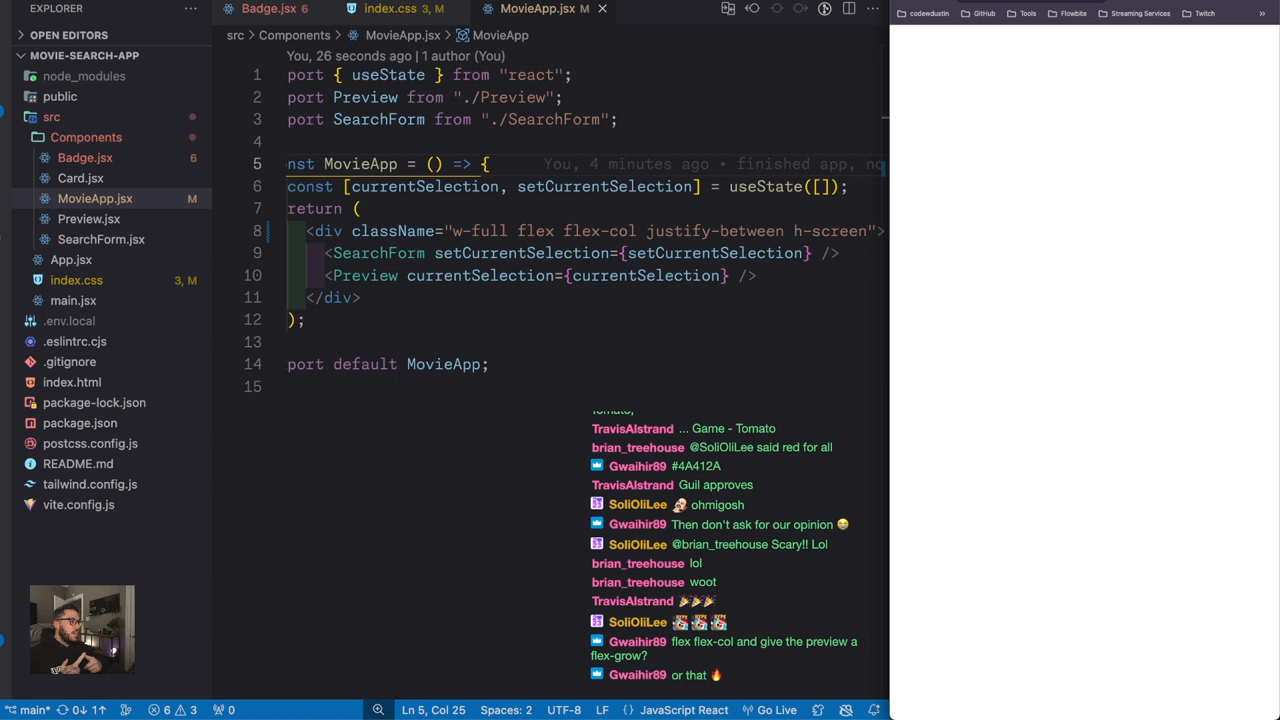 EXPLORER
OPEN EDITORS
MOVIE-SEARCH-APP
node_modules
public
src
Components
Badge.jsx 6
Card.jsx
MovieApp.jsx M
Preview.jsx
SearchForm.jsx
App.jsx
index.css 3, M
main.jsx
.env.local
.eslintrc.cjs
.gitignore
index.html
package-lock.json
package.json
postcss.config.js
README.md
tailwind.config.js
vite.config.js
Badge.jsx 6 index.css 3, M MovieApp.jsx M
src > Components > MovieApp.jsx > MovieApp
You, 26 seconds ago | 1 author (You)
1 port { useState } from "react";
2 port Preview from "./Preview";
3 port SearchForm from "./SearchForm";
4
5 nst MovieApp = () => { You, 4 minutes ago • finished app, no
6 const [currentSelection, setCurrentSelection] = useState([]);
7 return (
8 <div className="w-full flex flex-col justify-between h-screen">
9 <SearchForm setCurrentSelection={setCurrentSelection} />
10 <Preview currentSelection={currentSelection} />
11 </div>
12 );
13
14 port default MovieApp;
15
Tomato,
TravisAlstrand ... Game - Tomato
brian_treehouse @SoliOliLee said red for all
Gwaihir89 #4A412A
TravisAlstrand Guil approves
SoliOliLee ohmigosh
Gwaihir89 Then don't ask for our opinion 😂
SoliOliLee @brian_treehouse Scary!! Lol
brian_treehouse lol
brian_treehouse woot
TravisAlstrand 🎉🎉🎉
SoliOliLee
Gwaihir89 flex flex-col and give the preview a
flex-grow?
Gwaihir89 or that 🔥
codewdustin GitHub Tools Flowbite Streaming Services Twitch »
main* 0↓ 1↑ 6 3 0 Ln 5, Col 25 Spaces: 2 UTF-8 LF {} JavaScript React Go Live